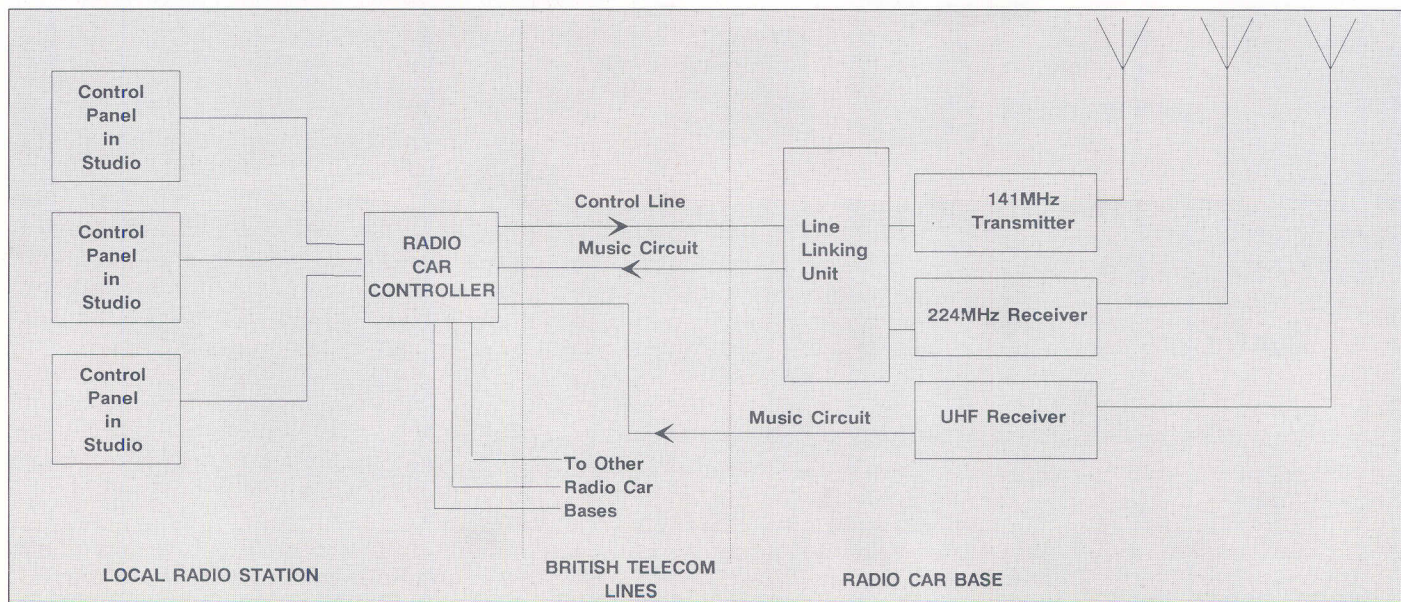 Control
Panel
in
Studio
Control
Panel
in
Studio
Control
Panel
in
Studio
RADIO
CAR
CONTROLLER
Control Line
Music Circuit
Music Circuit
To Other
Radio Car
Bases
Line
Linking
Unit
141MHz
Transmitter
224MHz Receiver
UHF Receiver
LOCAL RADIO STATION
BRITISH TELECOM
LINES
RADIO CAR BASE